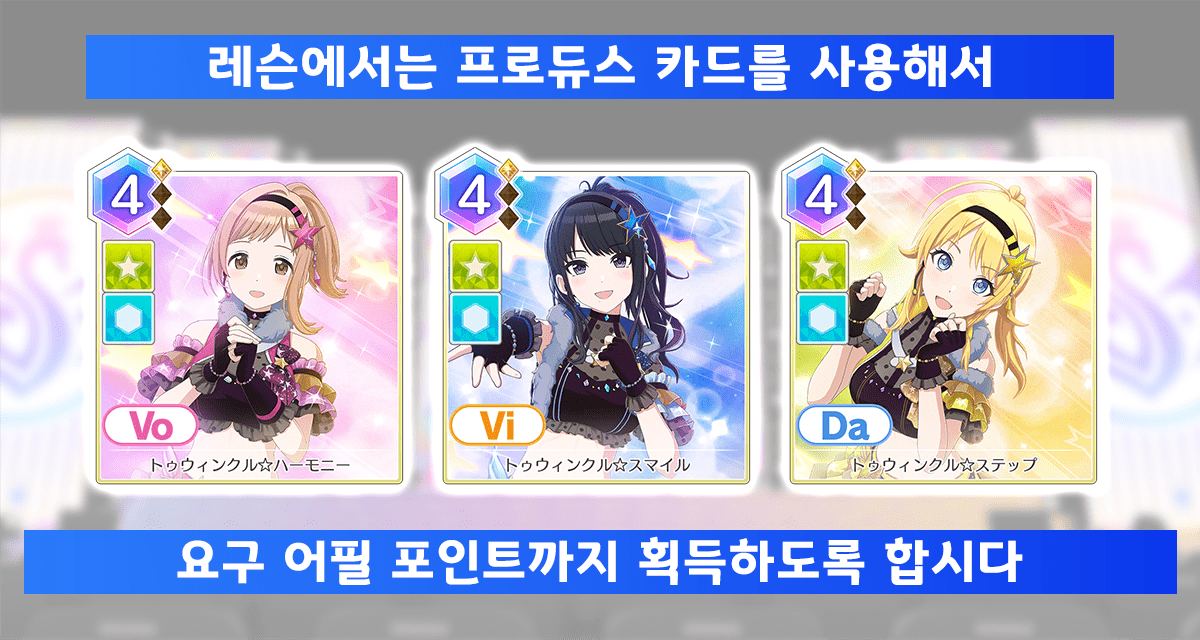 레슨에서는 프로듀스 카드를 사용해서
4
4
4
Vo
Vi
Da
トゥウィンクル☆ハーモニー
トゥウィンクル☆スマイル
トゥウィンクル☆ステップ
요구 어필 포인트까지 획득하도록 합시다